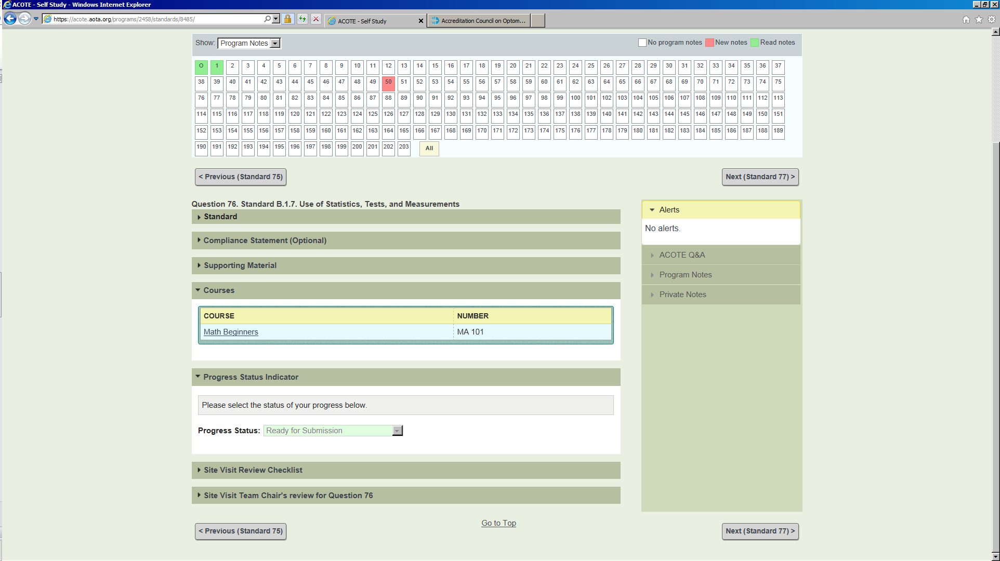 ACOTE - Self Study - Windows Internet Explorer
https://acote.aota.org/programs/2458/standards/8485/
ACOTE - Self Study
Accreditation Council on Optom...
Show: Program Notes
No program notes New notes Read notes
O 1 2 3 4 5 6 7 8 9 10 11 12 13 14 15 16 17 18 19 20 21 22 23 24 25 26 27 28 29 30 31 32 33 34 35 36 37
38 39 40 41 42 43 44 45 46 47 48 49 50 51 52 53 54 55 56 57 58 59 60 61 62 63 64 65 66 67 68 69 70 71 72 73 74 75
76 77 78 79 80 81 82 83 84 85 86 87 88 89 90 91 92 93 94 95 96 97 98 99 100 101 102 103 104 105 106 107 108 109 110 111 112 113
114 115 116 117 118 119 120 121 122 123 124 125 126 127 128 129 130 131 132 133 134 135 136 137 138 139 140 141 142 143 144 145 146 147 148 149 150 151
152 153 154 155 156 157 158 159 160 161 162 163 164 165 166 167 168 169 170 171 172 173 174 175 176 177 178 179 180 181 182 183 184 185 186 187 188 189
190 191 192 193 194 195 196 197 198 199 200 201 202 203 All
< Previous (Standard 75)
Next (Standard 77) >
Question 76. Standard B.1.7. Use of Statistics, Tests, and Measurements
Standard
Compliance Statement (Optional)
Supporting Material
Courses
COURSE NUMBER
Math Beginners MA 101
Progress Status Indicator
Please select the status of your progress below.
Progress Status: Ready for Submission
Site Visit Review Checklist
Site Visit Team Chair's review for Question 76
Alerts
No alerts.
ACOTE Q&A
Program Notes
Private Notes
Go to Top
< Previous (Standard 75)
Next (Standard 77) >